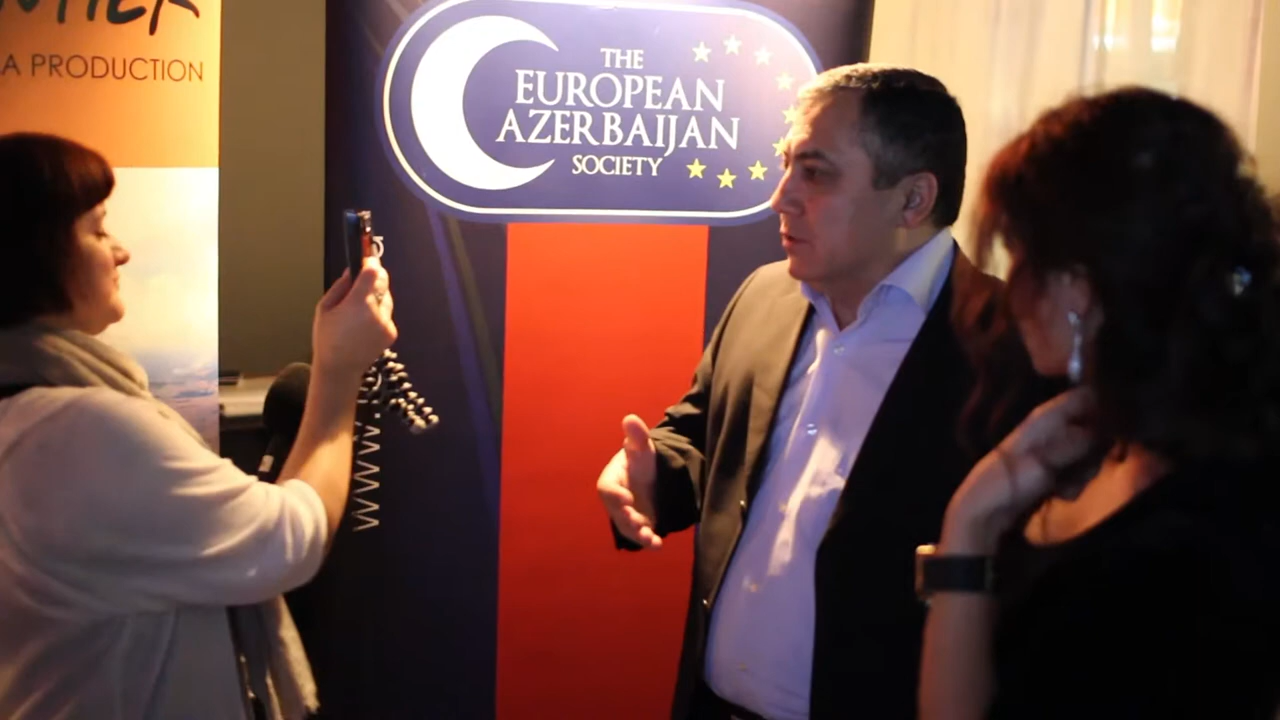 A PRODUCTION
THE
EUROPEAN
AZERBAIJAN
SOCIETY